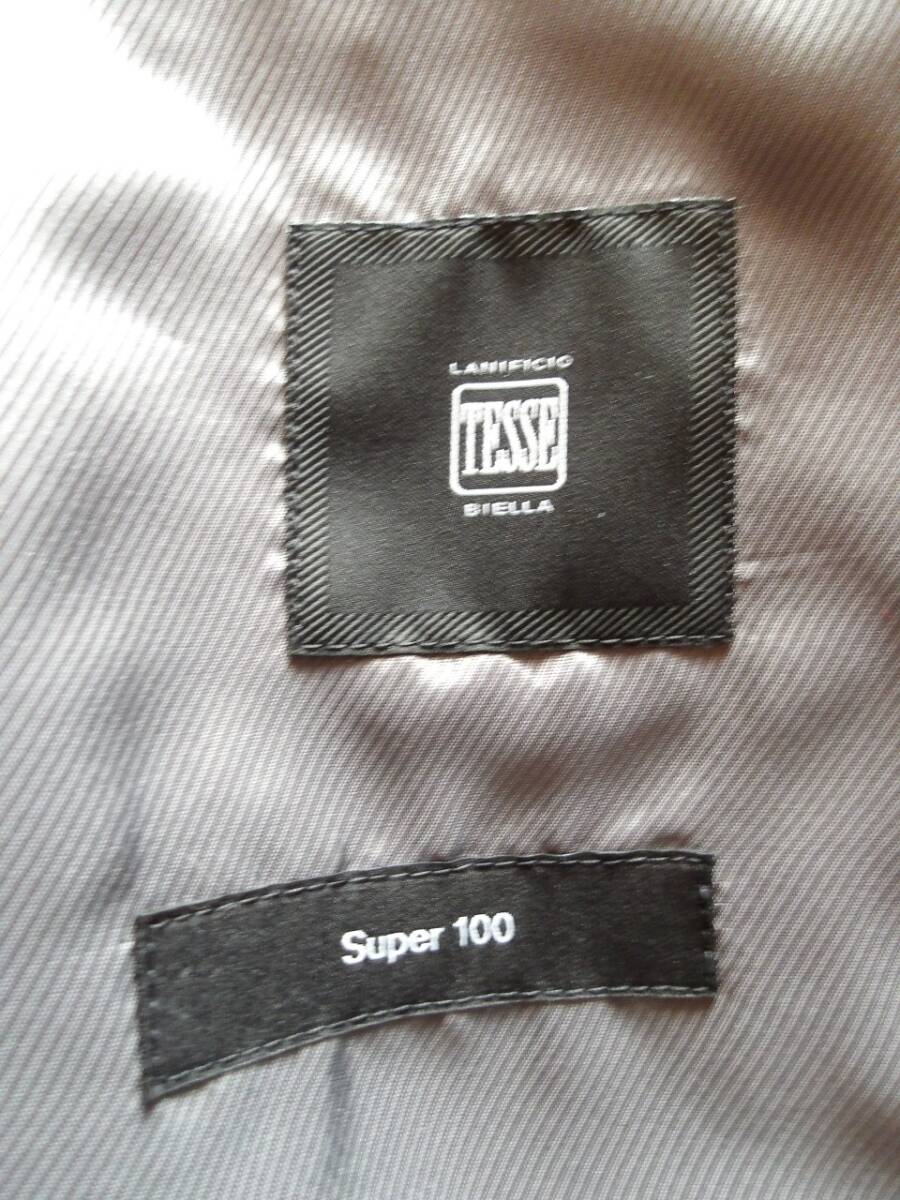 LANIFICIO
TESSE
BIELLA
Super 100